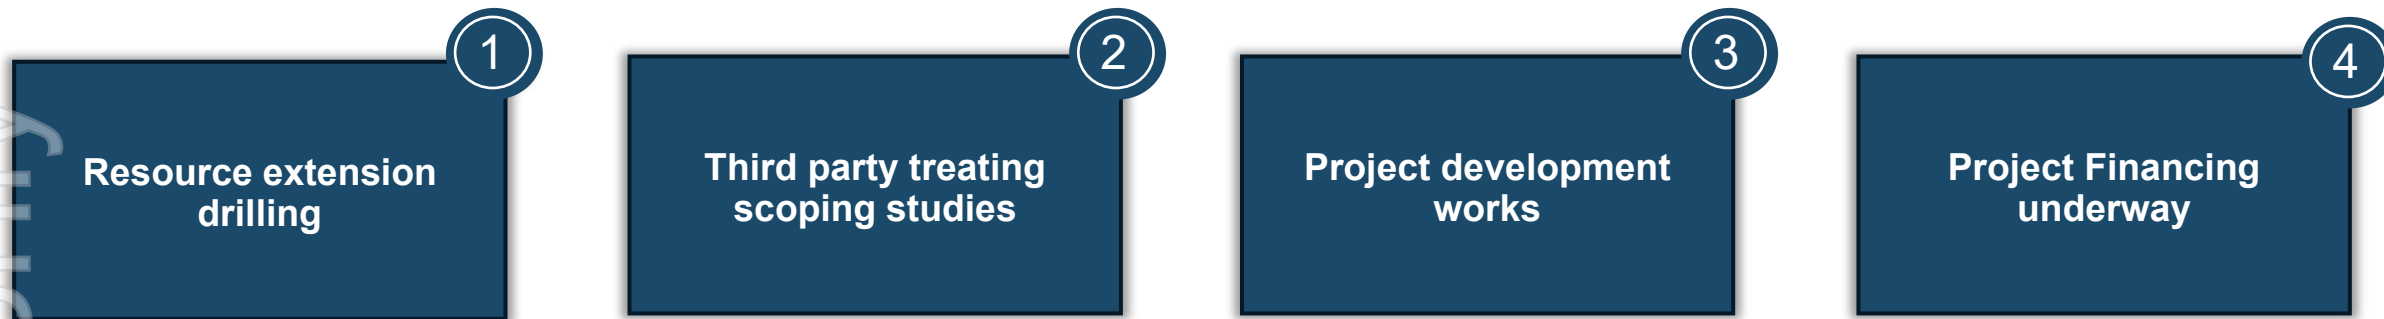 1
Resource extension
drilling
2
Third party treating
scoping studies
3
Project development
works
4
Project Financing
underway